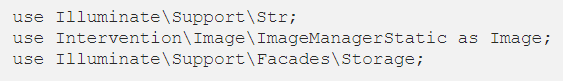 use Illuminate\Support\Str;
use Intervention\Image\ImageManagerStatic as Image;
use Illuminate\Support\Facades\Storage;